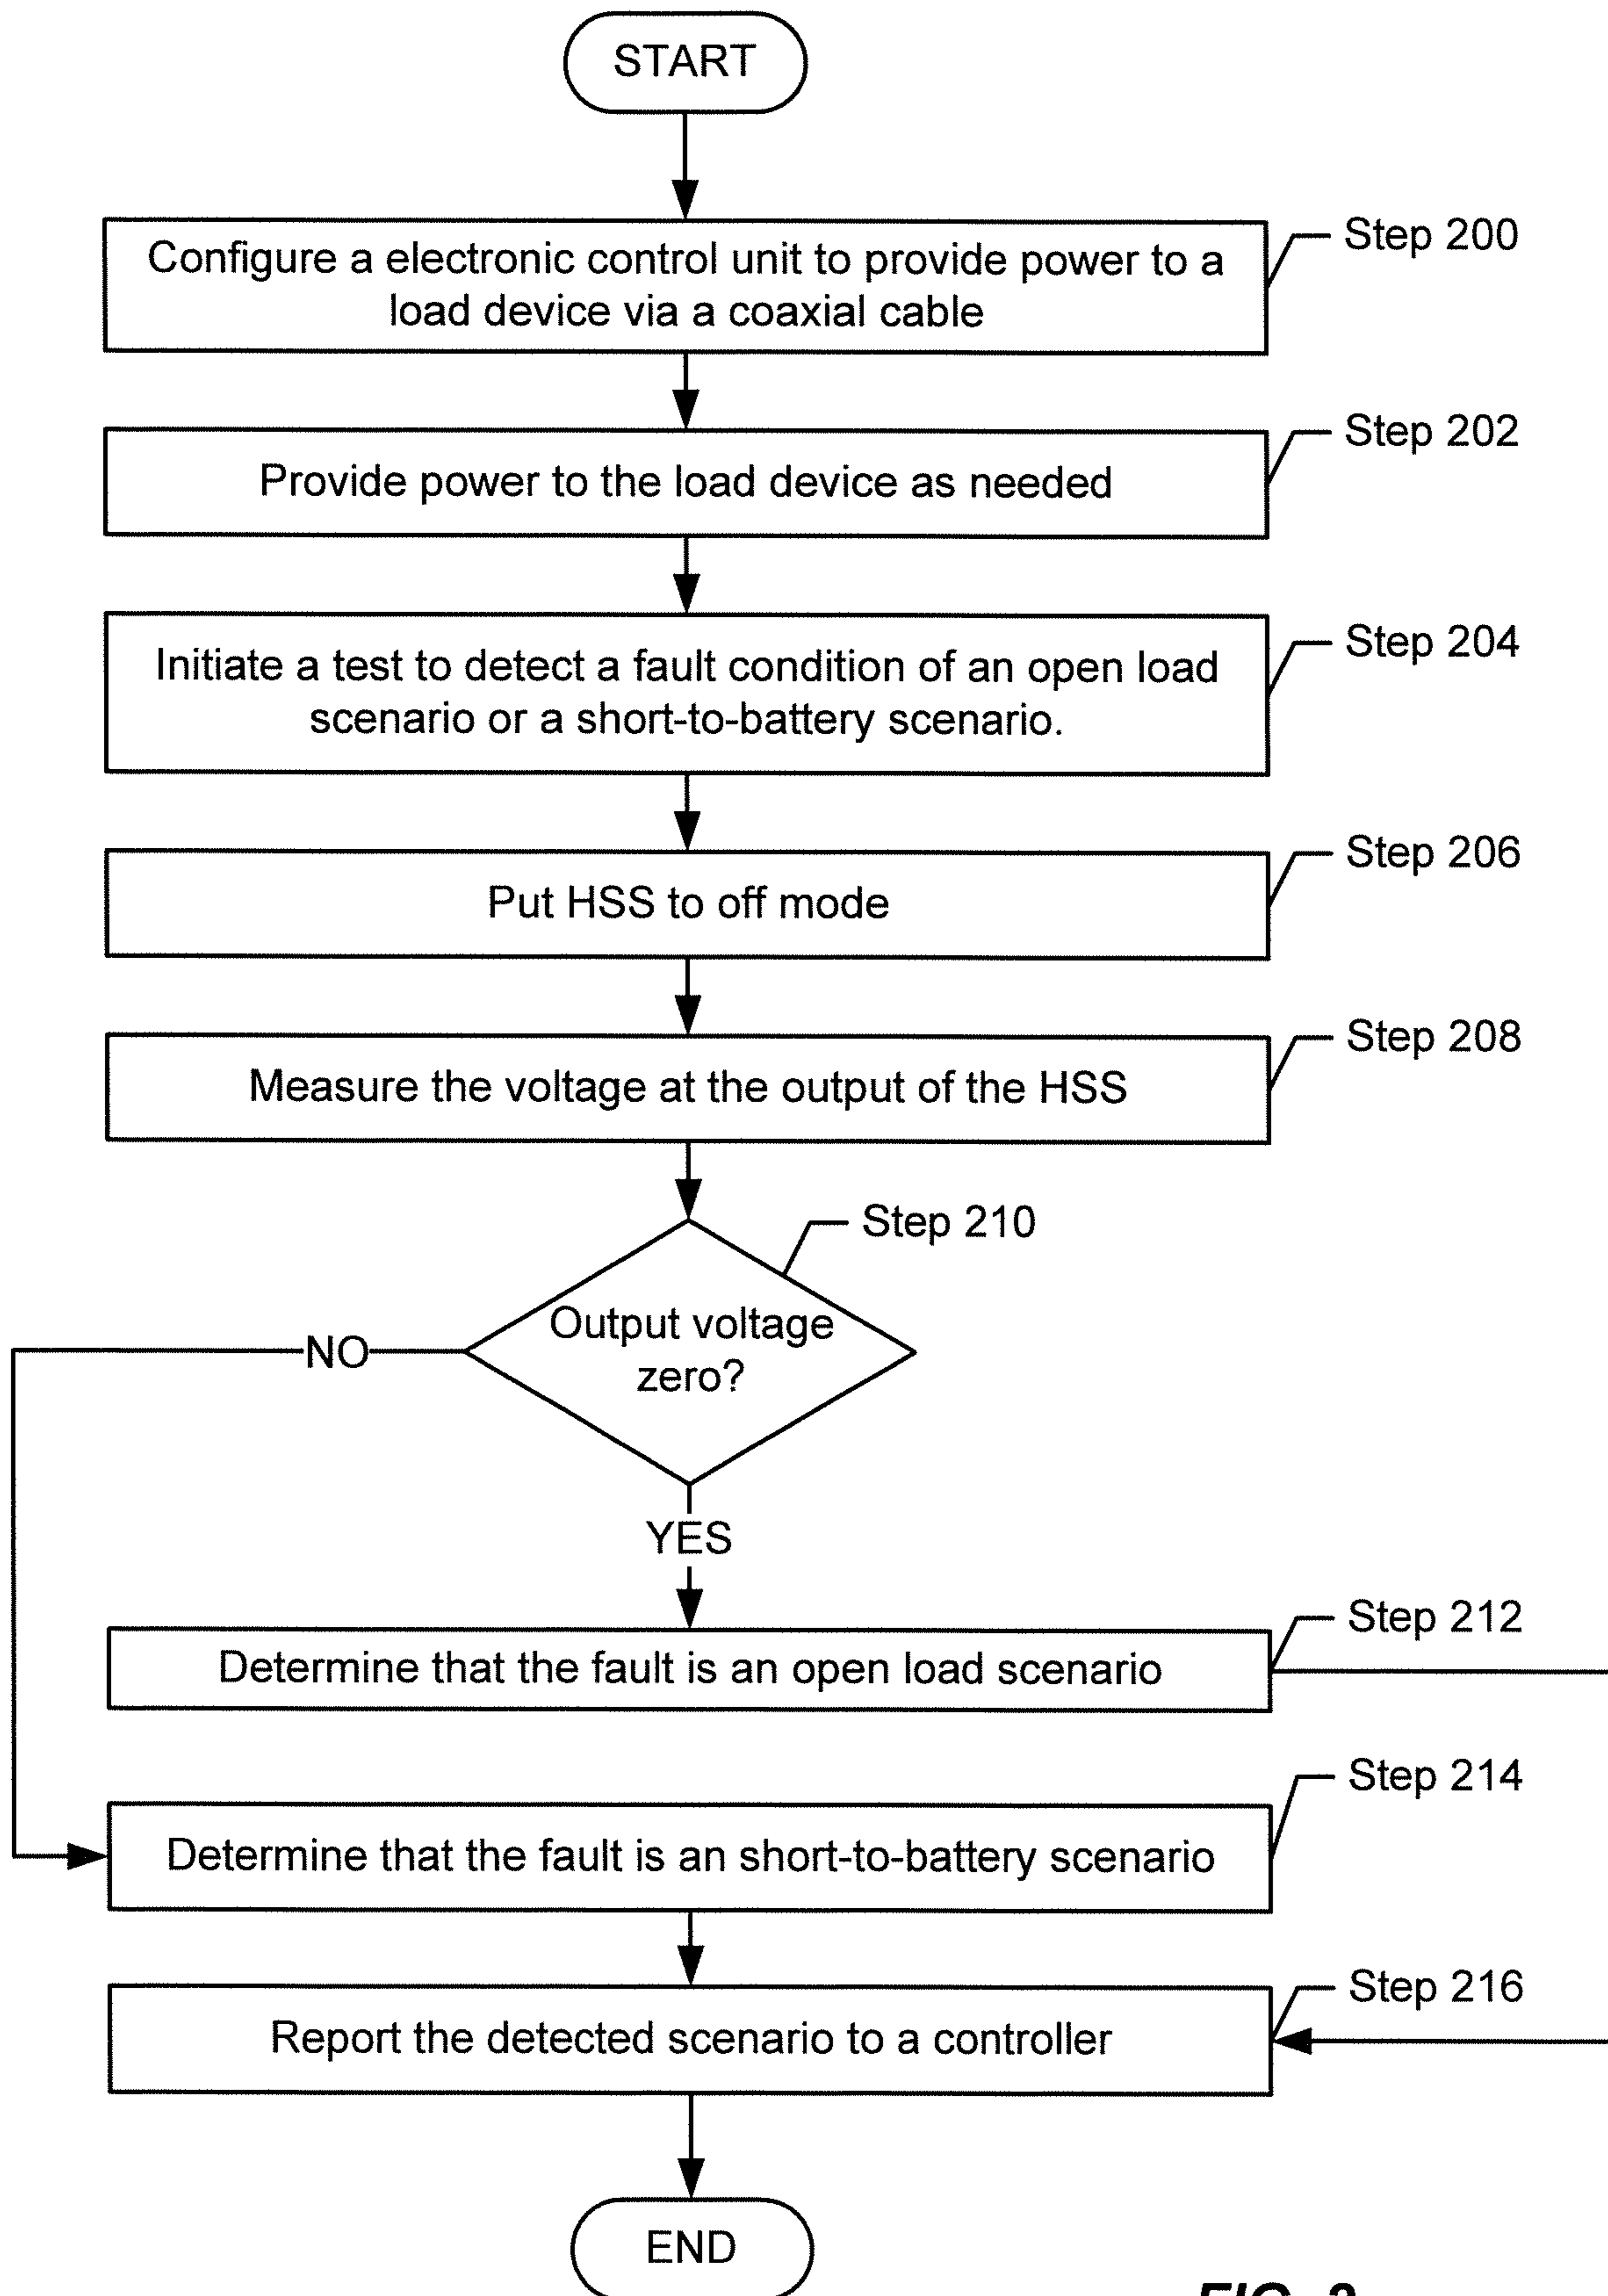 START
Configure a electronic control unit to provide power to a
load device via a coaxial cable
Step 200
Provide power to the load device as needed
Step 202
Initiate a test to detect a fault condition of an open load
scenario or a short-to-battery scenario.
Step 204
Put HSS to off mode
Step 206
Measure the voltage at the output of the HSS
Step 208
Step 210
Output voltage
zero?
NO
YES
Determine that the fault is an open load scenario
Step 212
Determine that the fault is an short-to-battery scenario
Step 214
Report the detected scenario to a controller
Step 216
END